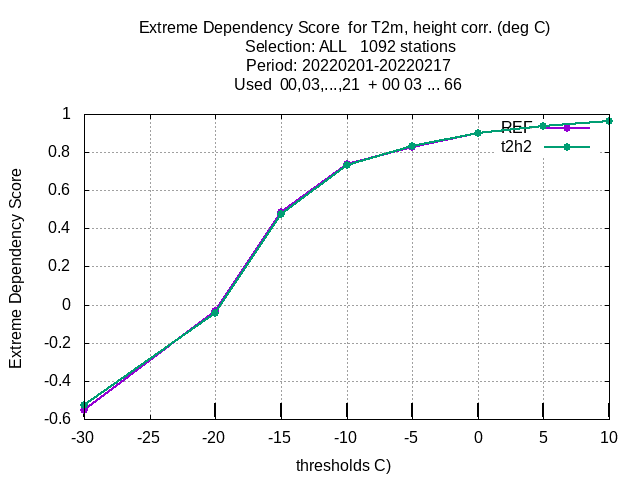 Extreme Dependency Score  for T2m, height corr. (deg C)
Selection: ALL   1092 stations
Period: 20220201-20220217
Used  00,03,...,21  + 00 03 ... 66
Extreme Dependency Score
1
0.8
0.6
0.4
0.2
0
-0.2
-0.4
-0.6
REF
t2h2
-30 -25 -20 -15 -10 -5 0 5 10
thresholds C)